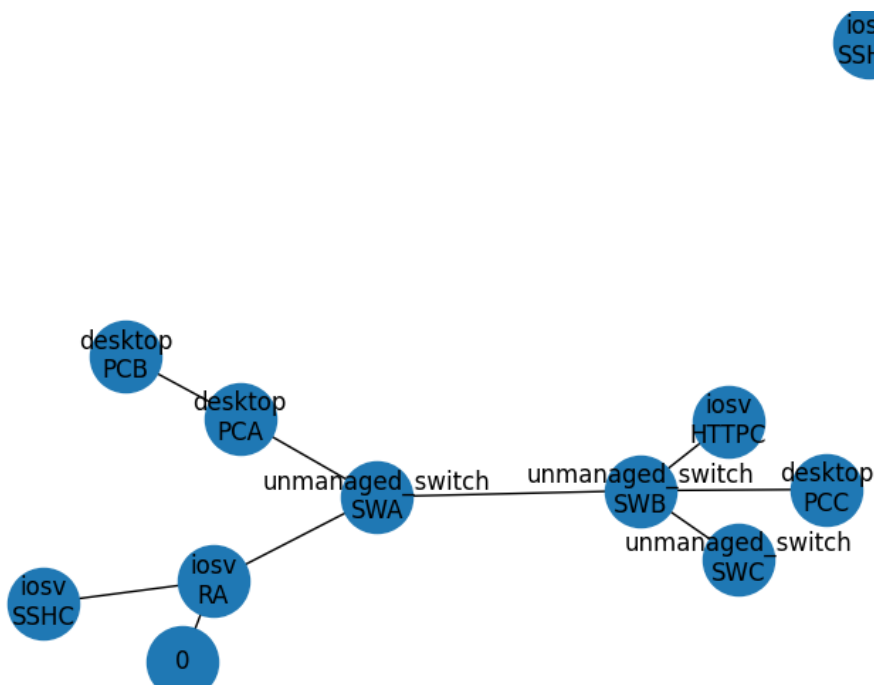 desktop
PCB
desktop
PCA
unmanaged_switch
SWA
unmanaged_switch
SWB
iosv
HTTPC
desktop
PCC
unmanaged_switch
SWC
iosv
RA
iosv
SSHC
0